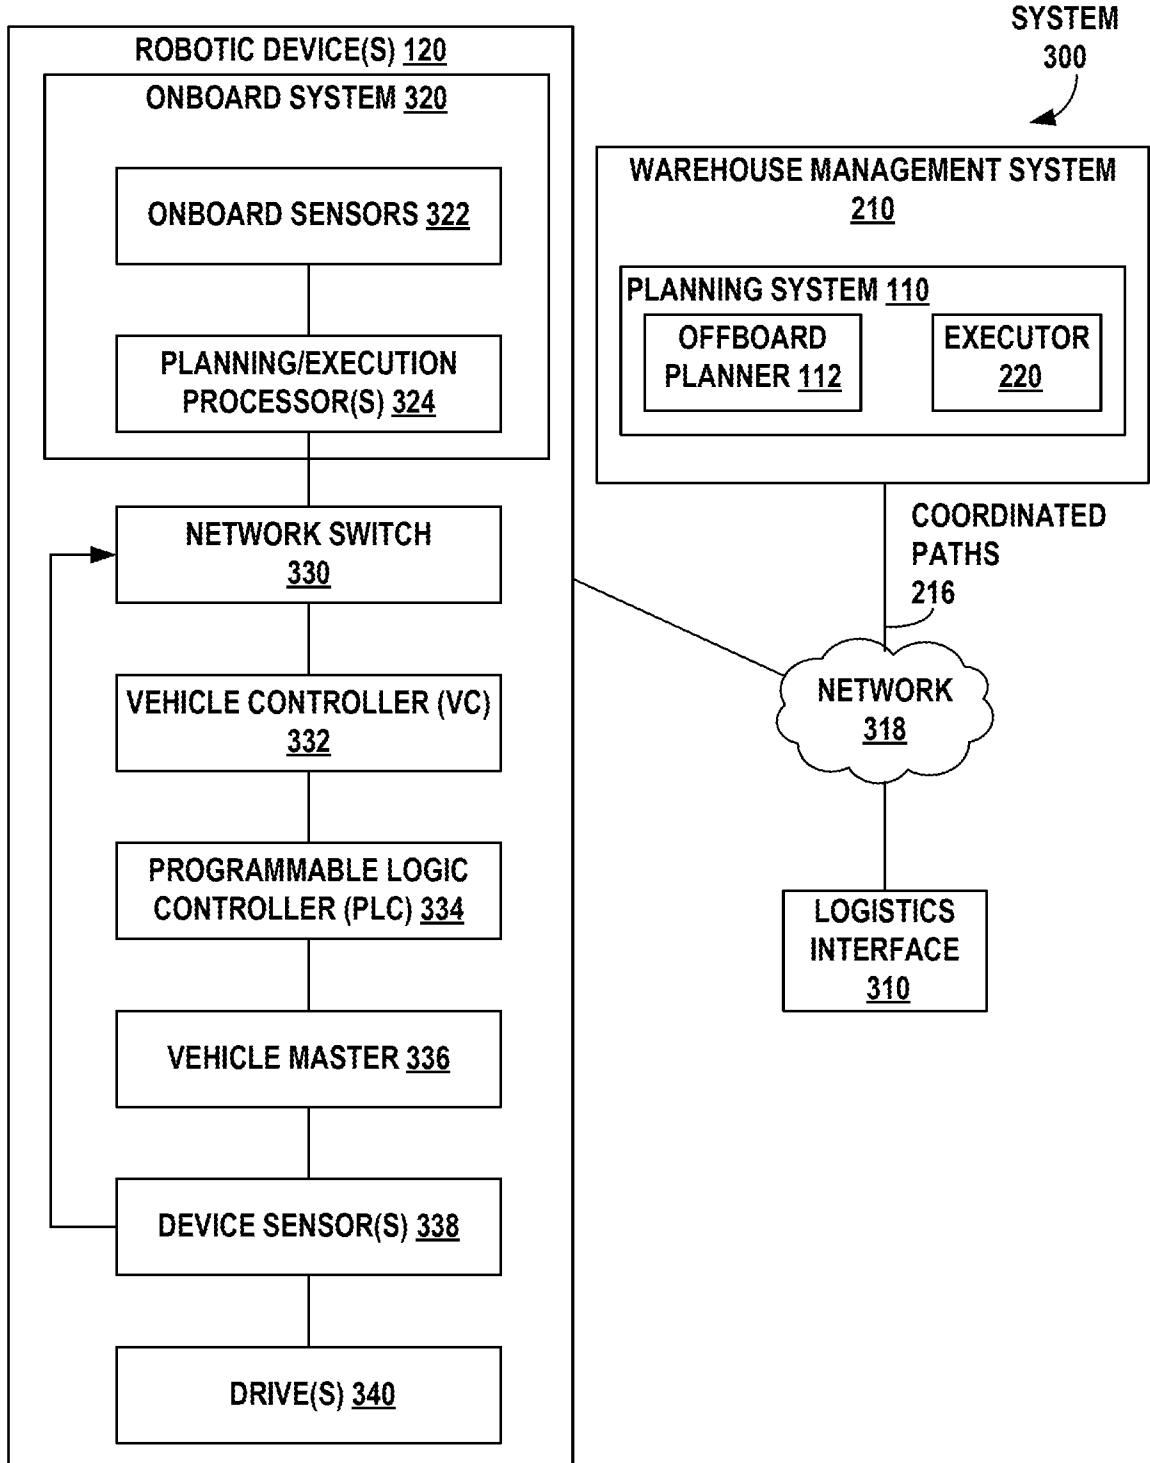 SYSTEM
300
ROBOTIC DEVICE(S) 120
ONBOARD SYSTEM 320
ONBOARD SENSORS 322
PLANNING/EXECUTION
PROCESSOR(S) 324
NETWORK SWITCH
330
VEHICLE CONTROLLER (VC)
332
PROGRAMMABLE LOGIC
CONTROLLER (PLC) 334
VEHICLE MASTER 336
DEVICE SENSOR(S) 338
DRIVE(S) 340
WAREHOUSE MANAGEMENT SYSTEM
210
PLANNING SYSTEM 110
OFFBOARD
PLANNER 112
EXECUTOR
220
COORDINATED
PATHS
216
NETWORK
318
LOGISTICS
INTERFACE
310